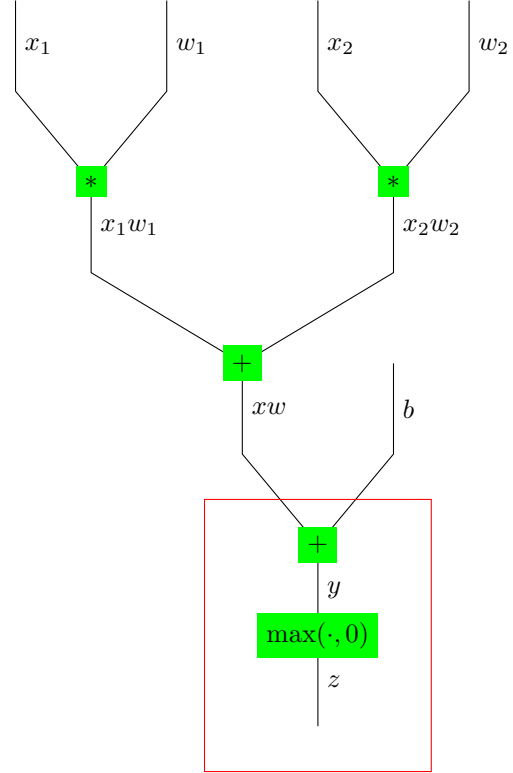 x₁ w₁ x₂ w₂
* *
x₁w₁ x₂w₂
+
xw b
+
y
max(·, 0)
z